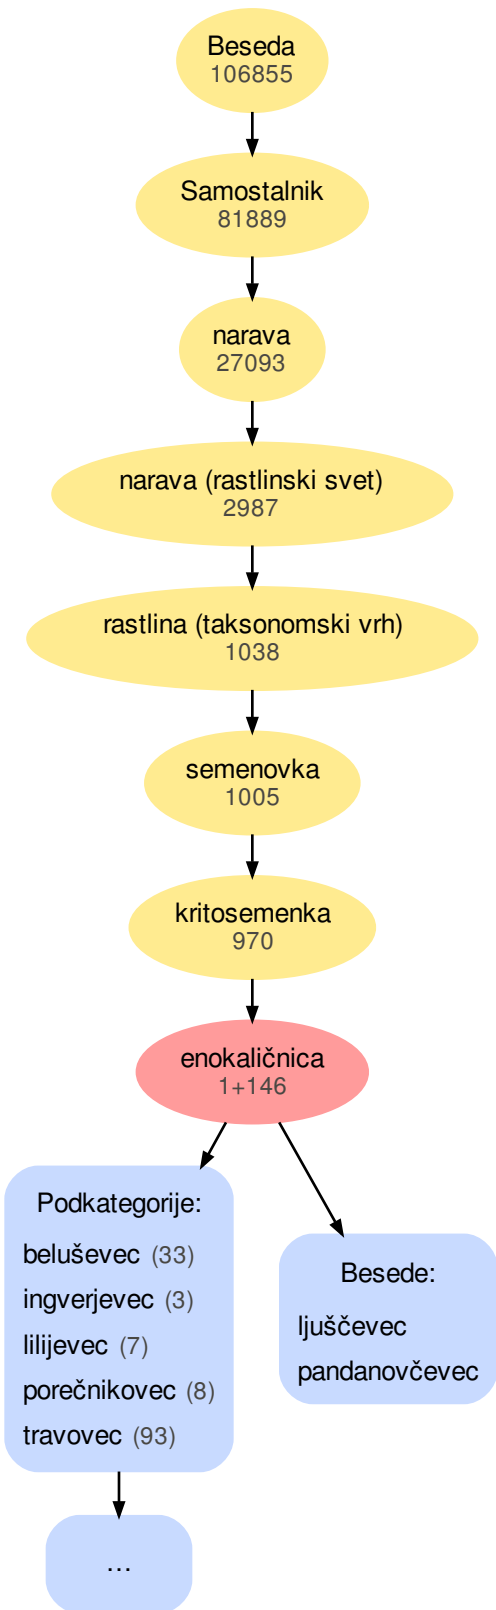 Beseda
106855
Samostalnik
81889
narava
27093
narava (rastlinski svet)
2987
rastlina (taksonomski vrh)
1038
semenovka
1005
kritosemenka
970
enokaličnica
1+146
Podkategorije:
beluševec (33)
ingverjevec (3)
lilijevec (7)
porečnikovec (8)
travovec (93)
Besede:
ljuščevec
pandanovčevec
...